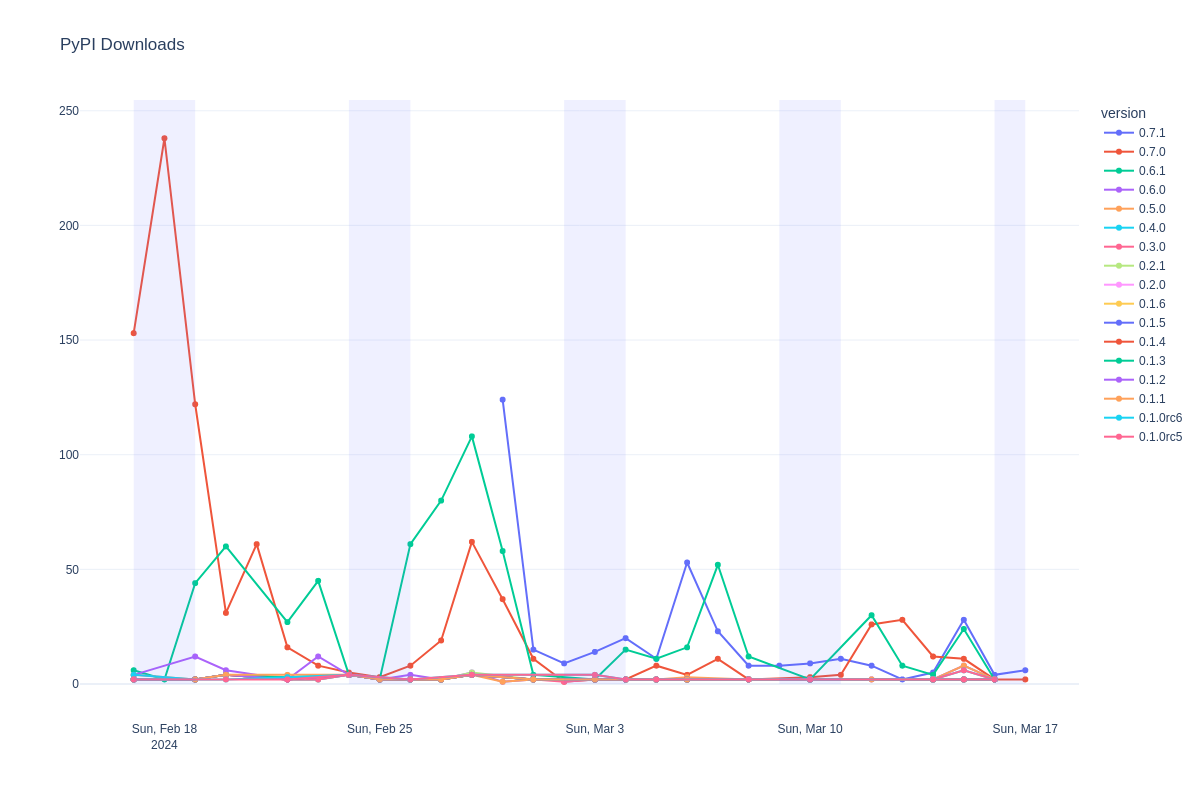 PyPI Downloads
250
200
150
100
50
0
Sun, Feb 18
2024
Sun, Feb 25
Sun, Mar 3
Sun, Mar 10
Sun, Mar 17
version
0.7.1
0.7.0
0.6.1
0.6.0
0.5.0
0.4.0
0.3.0
0.2.1
0.2.0
0.1.6
0.1.5
0.1.4
0.1.3
0.1.2
0.1.1
0.1.0rc6
0.1.0rc5